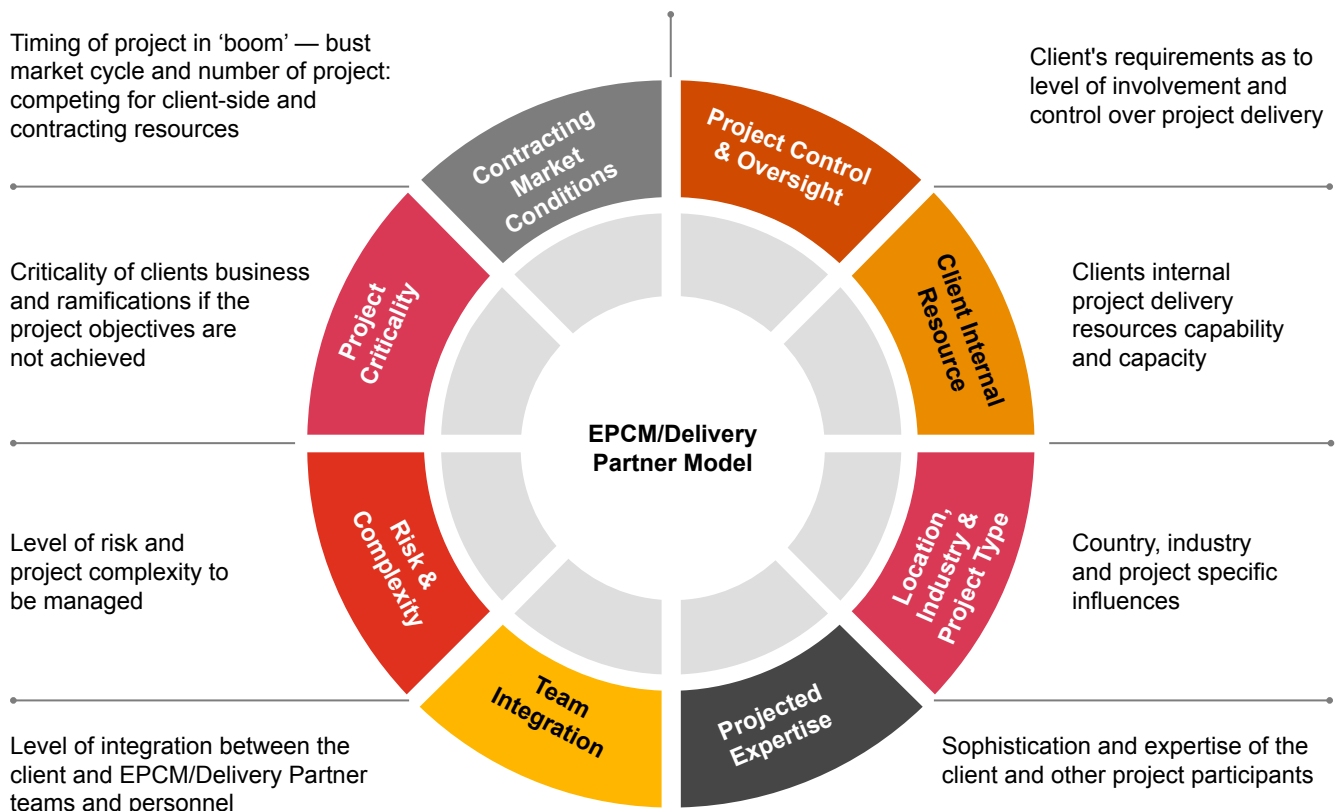 Timing of project in ‘boom’ — bust
market cycle and number of project:
competing for client-side and
contracting resources
Client's requirements as to
level of involvement and
control over project delivery
Contracting
Market
Conditions
Project Control
& Oversight
Criticality of clients business
and ramifications if the
project objectives are
not achieved
Project
Criticality
Client Internal
Resource
Clients internal
project delivery
resources capability
and capacity
EPCM/Delivery
Partner Model
Level of risk and
project complexity to
be managed
Risk &
Complexity
Location,
Industry &
Project Type
Country, industry
and project specific
influences
Team
Integration
Projected
Expertise
Level of integration between the
client and EPCM/Delivery Partner
teams and personnel
Sophistication and expertise of the
client and other project participants